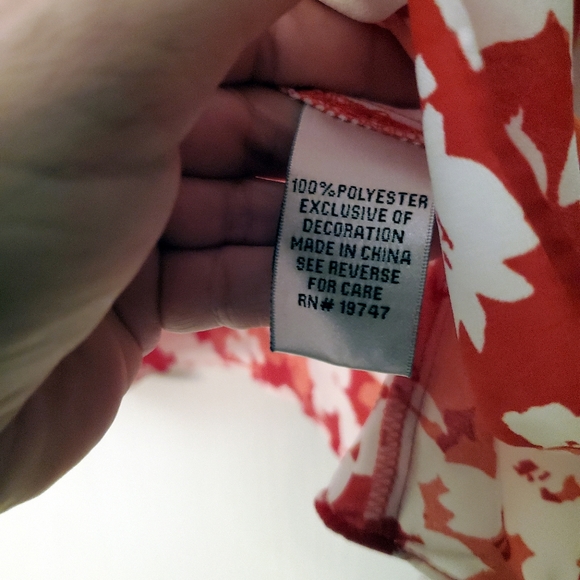 100%POLYESTER
EXCLUSIVE OF
DECORATION
MADE IN CHINA
SEE REVERSE
FOR CARE
RN# 19747